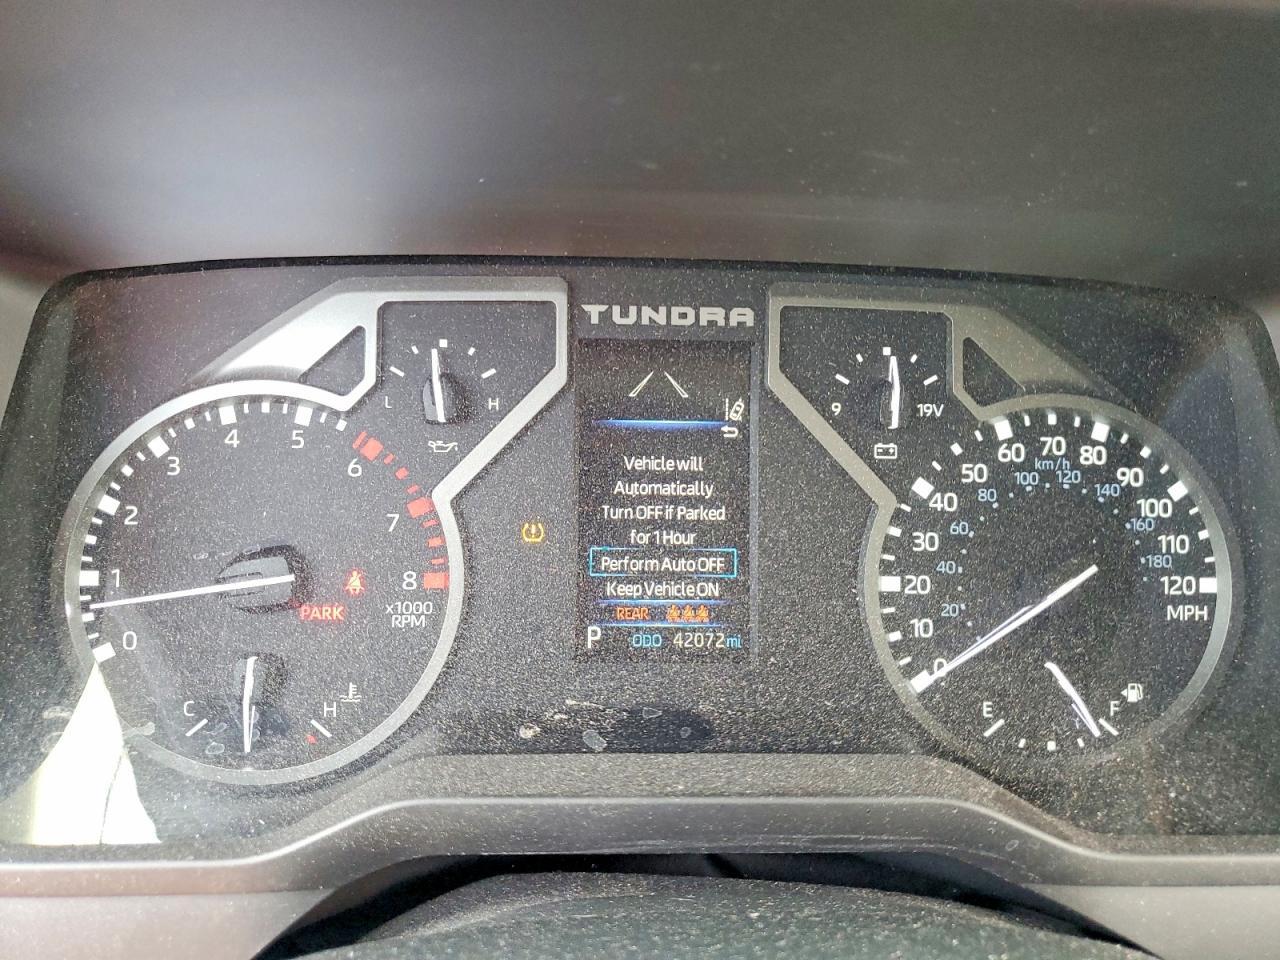 TUNDRA
L H
9 19V
0 1 2 3 4 5 6 7 8
x1000
RPM
PARK
C H
Vehicle will
Automatically
Turn OFF if Parked
for 1 Hour
Perform Auto OFF
Keep Vehicle ON
REAR
P ODO 42072 mi
0 10 20 30 40 50 60 70 80 90 100 110 120
MPH
km/h
20 40 60 80 100 120 140 160 180
E F